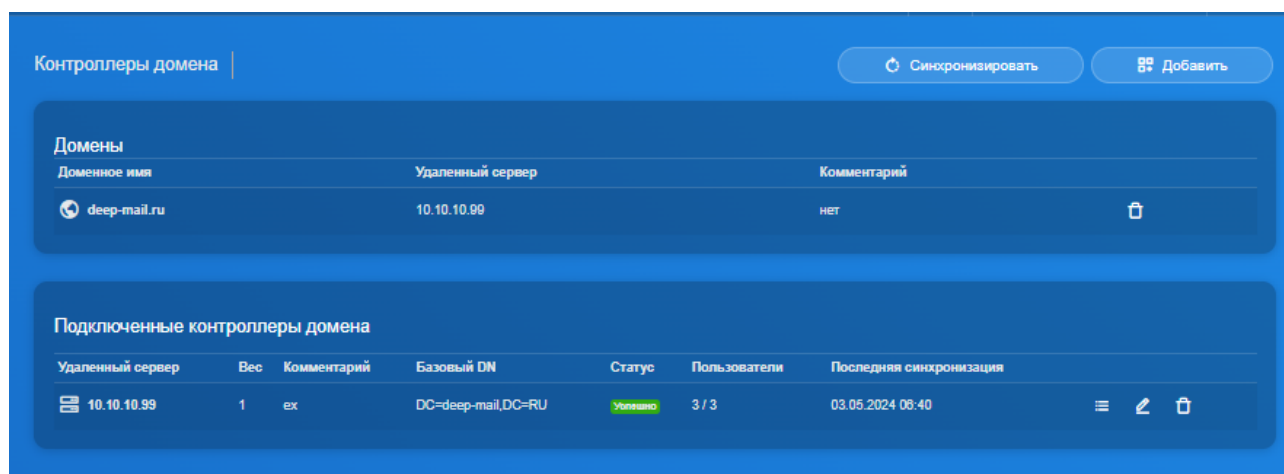 Контроллеры домена
Синхронизировать
Добавить
Домены
Доменное имя Удаленный сервер Комментарий
deep-mail.ru 10.10.10.99 нет
Подключенные контроллеры домена
Удаленный сервер Вес Комментарий Базовый DN Статус Пользователи Последняя синхронизация
10.10.10.99 1 ex DC=deep-mail,DC=RU Успешно 3 / 3 03.05.2024 06:40